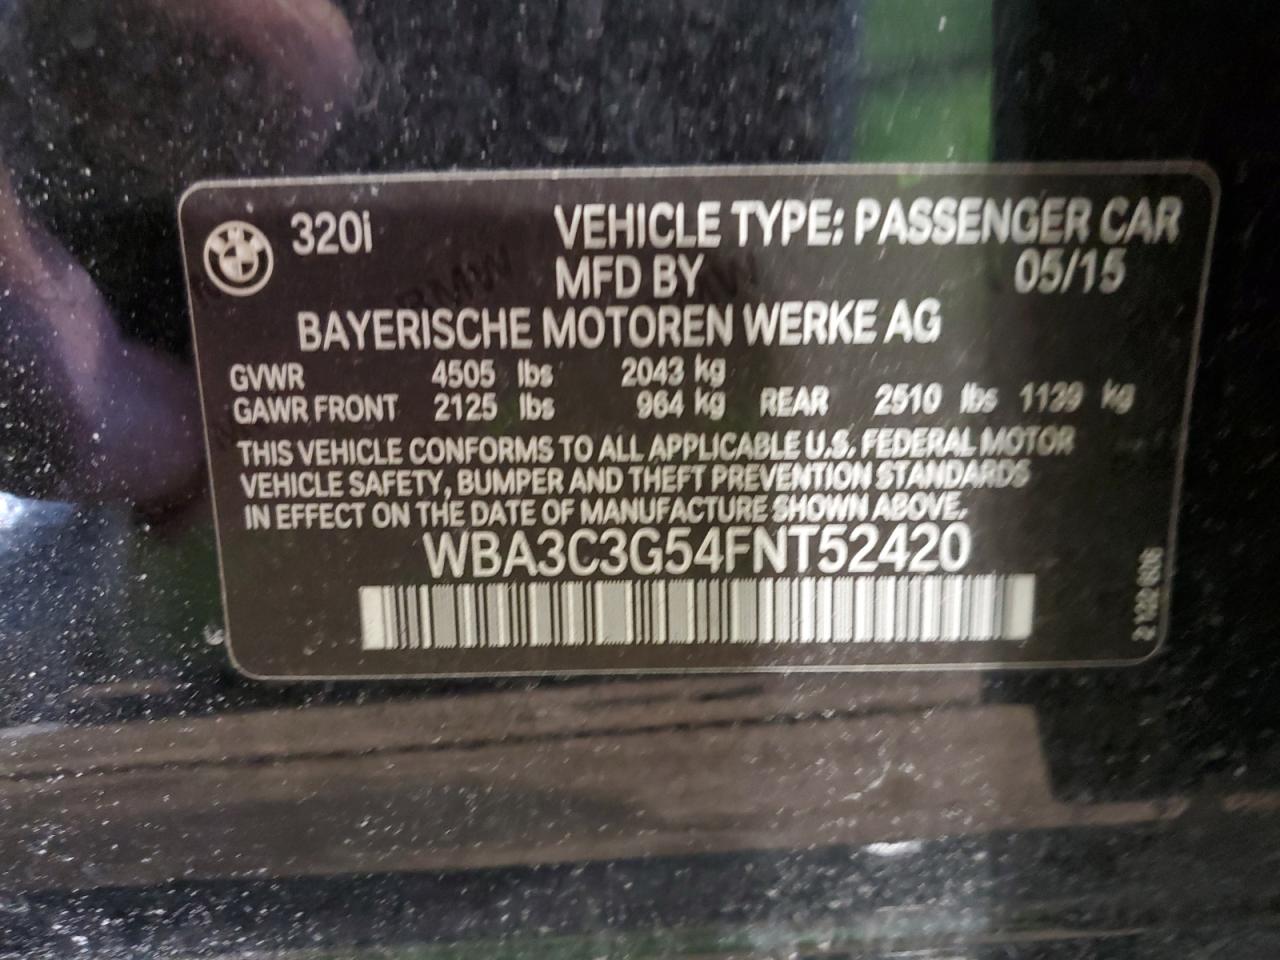 320i VEHICLE TYPE: PASSENGER CAR
MFD BY 05/15
BAYERISCHE MOTOREN WERKE AG
GVWR 4505 lbs 2043 kg
GAWR FRONT 2125 lbs 964 kg REAR 2510 lbs 1139 kg
THIS VEHICLE CONFORMS TO ALL APPLICABLE U.S. FEDERAL MOTOR
VEHICLE SAFETY, BUMPER AND THEFT PREVENTION STANDARDS
IN EFFECT ON THE DATE OF MANUFACTURE SHOWN ABOVE.
WBA3C3G54FNT52420